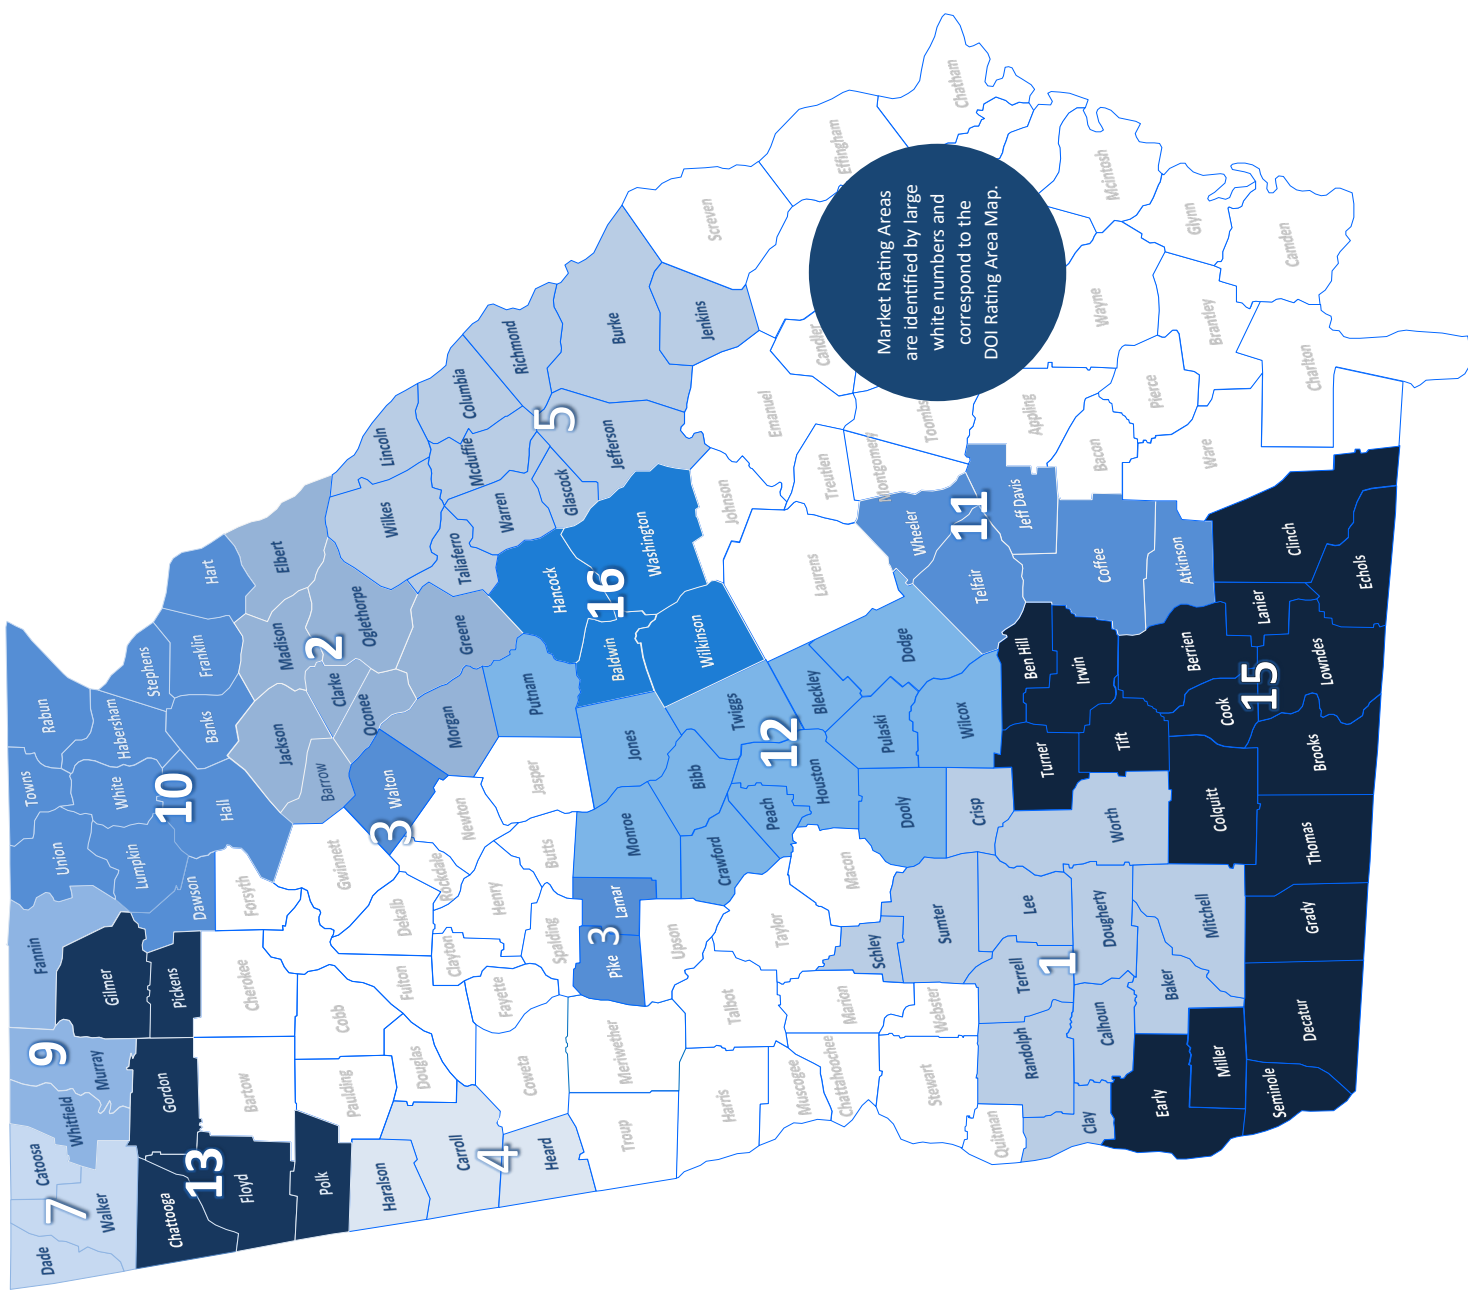 Dade
Walker
Catoosa
7
Whitfield
Murray
9
Fannin
Gilmer
Pickens
Gordon
Chattooga
Floyd
13
Polk
Union
Towns
Rabun
Lumpkin
White
Habersham
Stephens
Dawson
Hall
10
Banks
Franklin
Hart
Forsyth
Cherokee
Bartow
Paulding
Cobb
Gwinnett
Barrow
Jackson
Madison
Elbert
2
Clarke
Oconee
Oglethorpe
Walton
3
Morgan
Greene
Wilkes
Lincoln
Taliaferro
Mcduffie
Columbia
Warren
Richmond
5
Glascock
Jefferson
Burke
Jenkins
Screven
Haralson
Carroll
4
Heard
Douglas
Fulton
Dekalb
Rockdale
Newton
Clayton
Henry
Fayette
Coweta
Spalding
Butts
Jasper
Putnam
Hancock
16
Baldwin
Washington
Wilkinson
Troup
Meriwether
Pike
3
Lamar
Monroe
Jones
Upson
Harris
Talbot
Taylor
Crawford
Bibb
Twiggs
12
Peach
Houston
Bleckley
Macon
Pulaski
Dodge
Dooly
Wilcox
Laurens
Johnson
Emanuel
Treutlen
Candler
Montgomery
Toombs
Effingham
Chatham
Muscogee
Chattahoochee
Marion
Schley
Stewart
Webster
Sumter
Crisp
Quitman
Randolph
Terrell
Lee
1
Clay
Calhoun
Dougherty
Worth
Turner
Ben Hill
Irwin
Tift
Wheeler
Telfair
11
Jeff Davis
Coffee
Atkinson
Appling
Bacon
Wayne
Mcintosh
Pierce
Brantley
Glynn
Ware
Charlton
Camden
Early
Baker
Mitchell
Miller
Colquitt
Cook
Berrien
15
Lanier
Clinch
Seminole
Decatur
Grady
Thomas
Brooks
Lowndes
Echols
Market Rating Areas
are identified by large
white numbers and
correspond to the
DOI Rating Area Map.